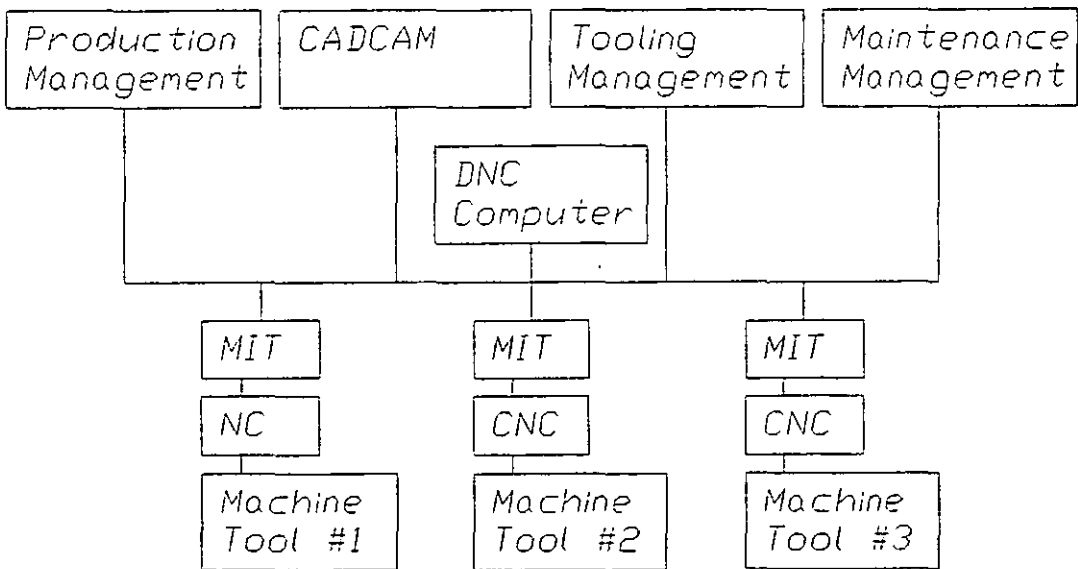 Production
Management
CADCAM
Tooling
Management
Maintenance
Management
DNC
Computer
MIT
MIT
MIT
NC
CNC
CNC
Machine
Tool #1
Machine
Tool #2
Machine
Tool #3